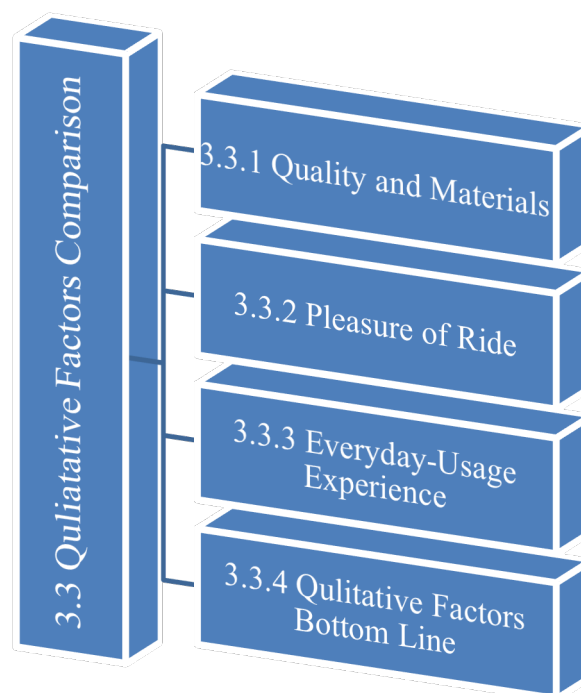 3.3 Quliatative Factors Comparison
3.3.1 Quality and Materials
3.3.2 Pleasure of Ride
3.3.3 Everyday-Usage
Experience
3.3.4 Qulitative Factors
Bottom Line